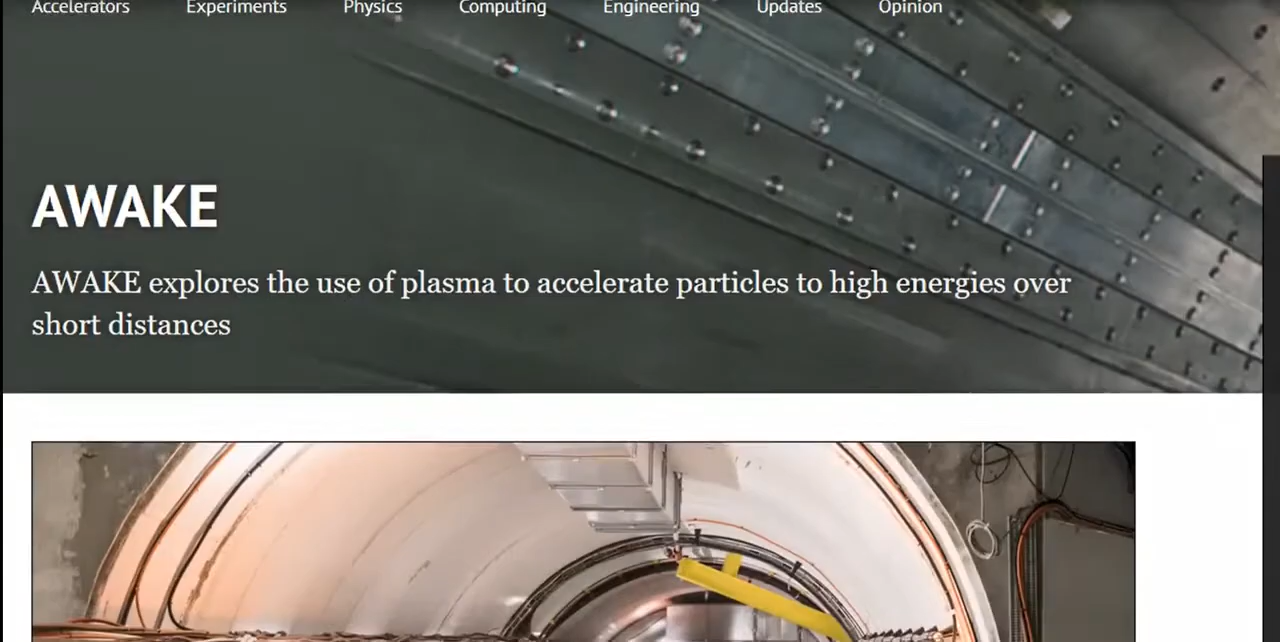 Accelerators Experiments Physics Computing Engineering Updates Opinion
AWAKE
AWAKE explores the use of plasma to accelerate particles to high energies over
short distances